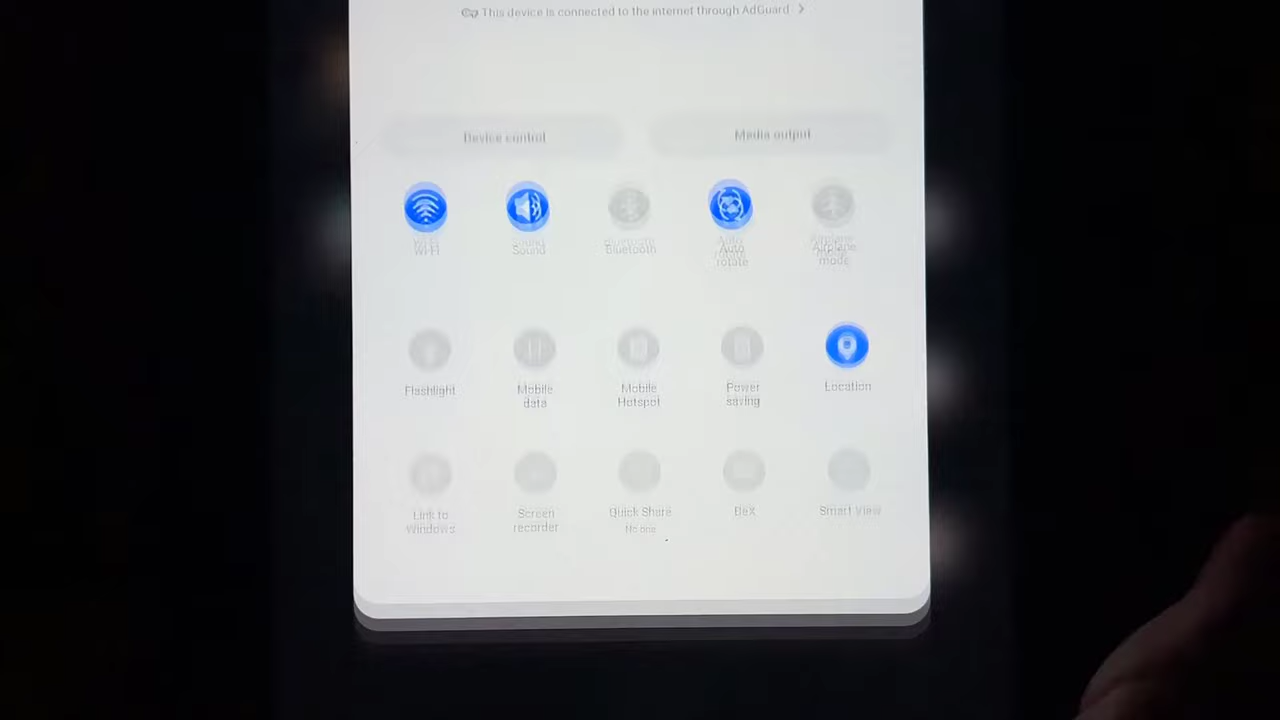 This device is connected to the internet through AdGuard
Device control
Media output
Wi-Fi
Sound
Bluetooth
Auto
rotate
Airplane
mode
Flashlight
Mobile
data
Mobile
Hotspot
Power
saving
Location
Link to
Windows
Screen
recorder
Quick Share
No one
DeX
Smart View